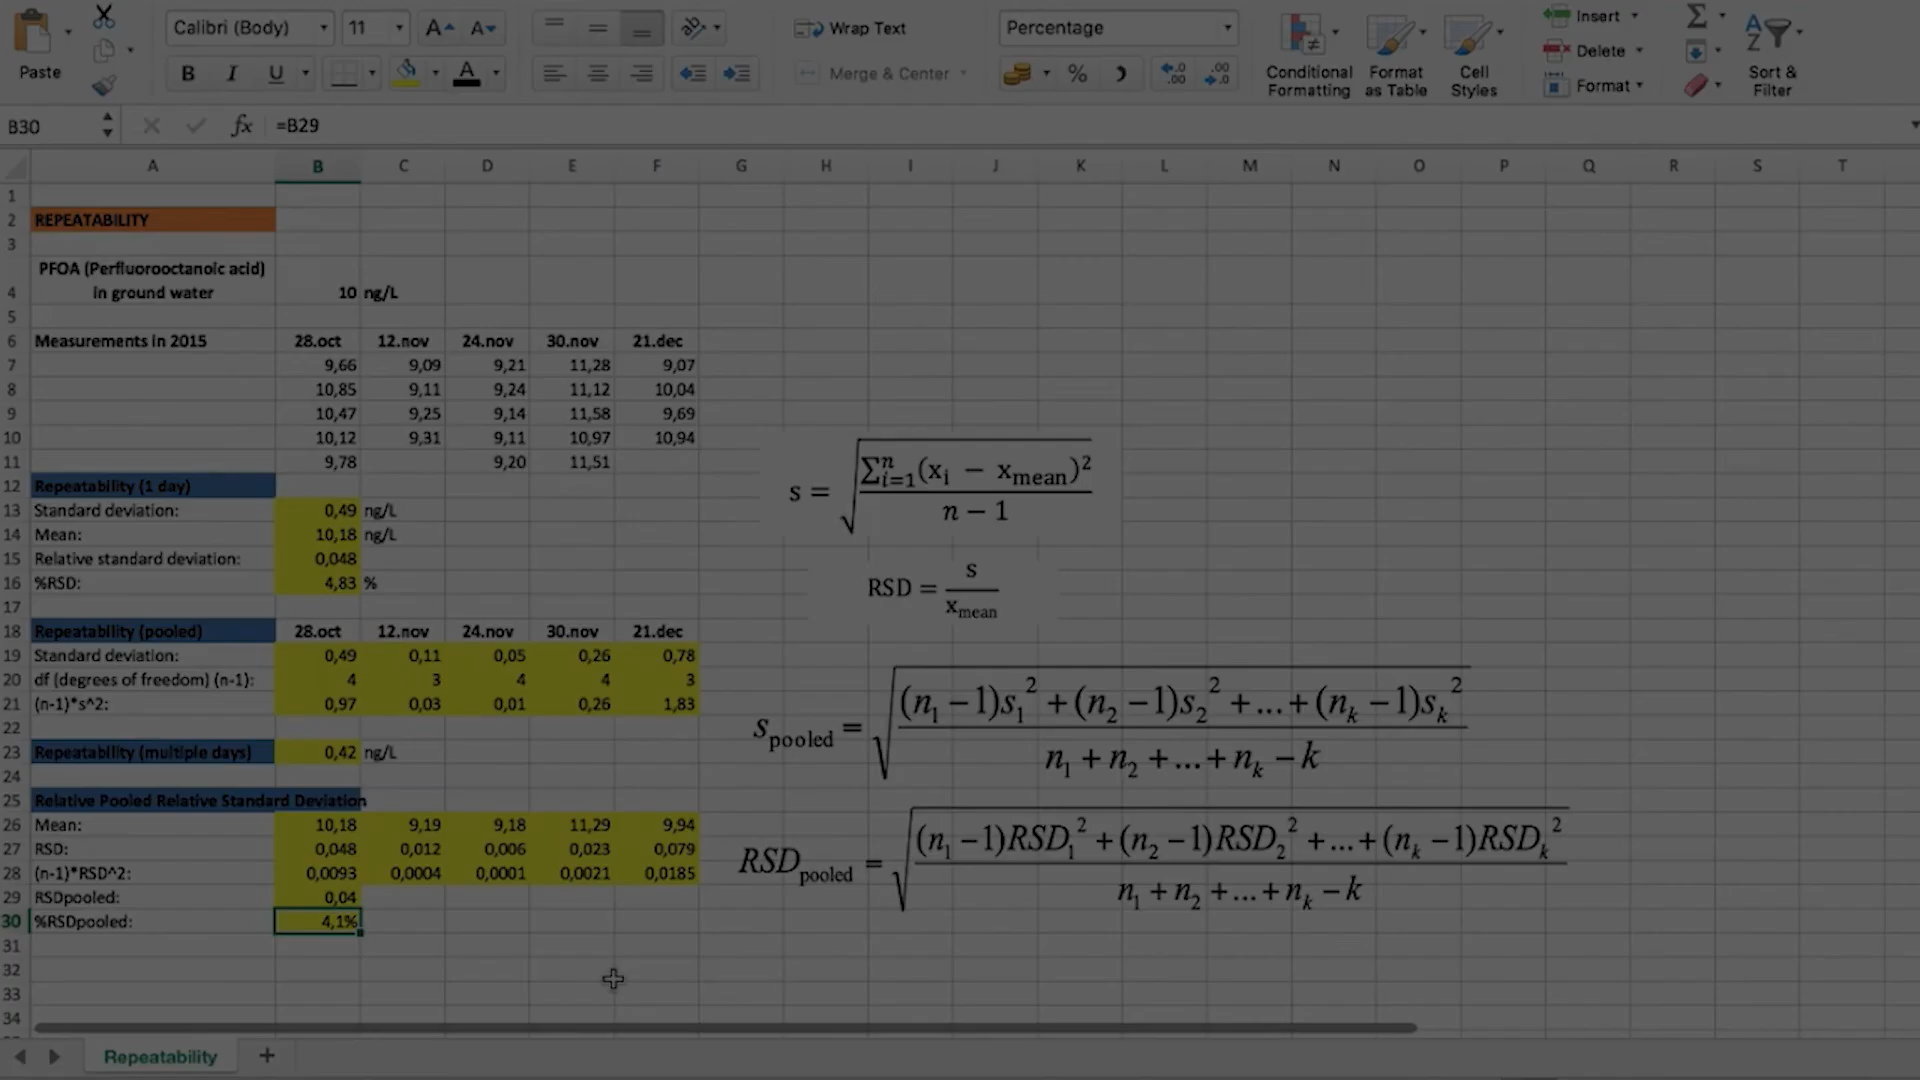 Calibri (Body) 11 A A Wrap Text Percentage Insert Σ A Z
Paste B I U A Merge & Center % Conditional Formatting Format as Table Cell Styles Delete Format Sort & Filter
B30 fx =B29
A B C D E F G H I J K L M N O P Q R S T
1
2 REPEATABILITY
3
PFOA (Perfluorooctanoic acid)
4 in ground water 10 ng/L
5
6 Measurements in 2015 28.oct 12.nov 24.nov 30.nov 21.dec
7 9,66 9,09 9,21 11,28 9,07
8 10,85 9,11 9,24 11,12 10,04
9 10,47 9,25 9,14 11,58 9,69
10 10,12 9,31 9,11 10,97 10,94
11 9,78 9,20 11,51
12 Repeatability (1 day)
13 Standard deviation: 0,49 ng/L
14 Mean: 10,18 ng/L
15 Relative standard deviation: 0,048
16 %RSD: 4,83 %
17
18 Repeatability (pooled) 28.oct 12.nov 24.nov 30.nov 21.dec
19 Standard deviation: 0,49 0,11 0,05 0,26 0,78
20 df (degrees of freedom) (n-1): 4 3 4 4 3
21 (n-1)*s^2: 0,97 0,03 0,01 0,26 1,83
22
23 Repeatability (multiple days) 0,42 ng/L
24
25 Relative Pooled Relative Standard Deviation
26 Mean: 10,18 9,19 9,18 11,29 9,94
27 RSD: 0,048 0,012 0,006 0,023 0,079
28 (n-1)*RSD^2: 0,0093 0,0004 0,0001 0,0021 0,0185
29 RSDpooled: 0,04
30 %RSDpooled: 4,1%
31
32
33
34
s = √(∑ⁿᵢ₌₁(xᵢ − x_mean)² / n − 1)
RSD = s / x_mean
s_pooled = √((n₁ −1)s₁² +(n₂ −1)s₂² +...+(nₖ −1)sₖ² / n₁ + n₂ +...+ nₖ − k)
RSD_pooled = √((n₁ −1)RSD₁² +(n₂ −1)RSD₂² +...+(nₖ −1)RSDₖ² / n₁ + n₂ +...+ nₖ − k)
Repeatability +